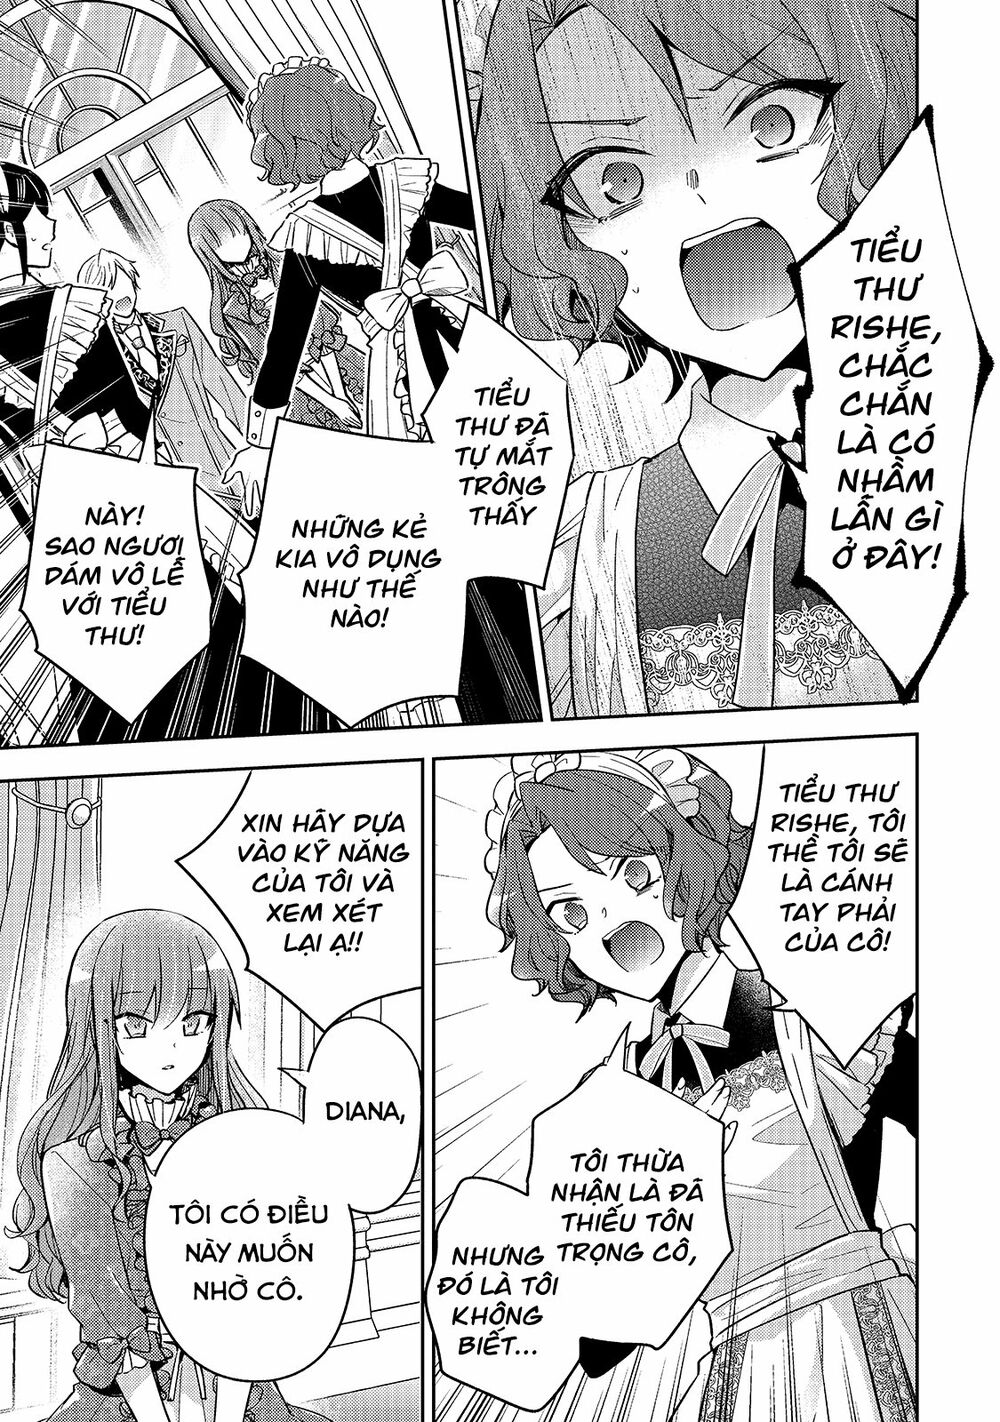 TIỂU
THƯ
RISHE,
CHẮC
CHẮN
LÀ CÓ
NHẦM
LẪN GÌ
Ở ĐÂY!
TIỂU
THƯ ĐÃ
TỰ MẮT
TRÔNG
THẤY
NHỮNG KẺ
KIA VÔ DỤNG
NHƯ THẾ
NÀO!
NÀY!
SAO NGƯƠI
DÁM VÔ LỄ
VỚI TIỂU
THƯ!
TIỂU THƯ
RISHE, TÔI
THỀ TÔI SẼ
LÀ CÁNH
TAY PHẢI
CỦA CÔ!
TÔI THỪA
NHẬN LÀ ĐÃ
THIẾU TÔN
TRỌNG CÔ,
NHƯNG
ĐÓ LÀ TÔI
KHÔNG
BIẾT...
XIN HÃY DỰA
VÀO KỸ NĂNG
CỦA TÔI VÀ
XEM XÉT
LẠI Ạ!!
DIANA,
TÔI CÓ ĐIỀU
NÀY MUỐN
NHỜ CÔ.